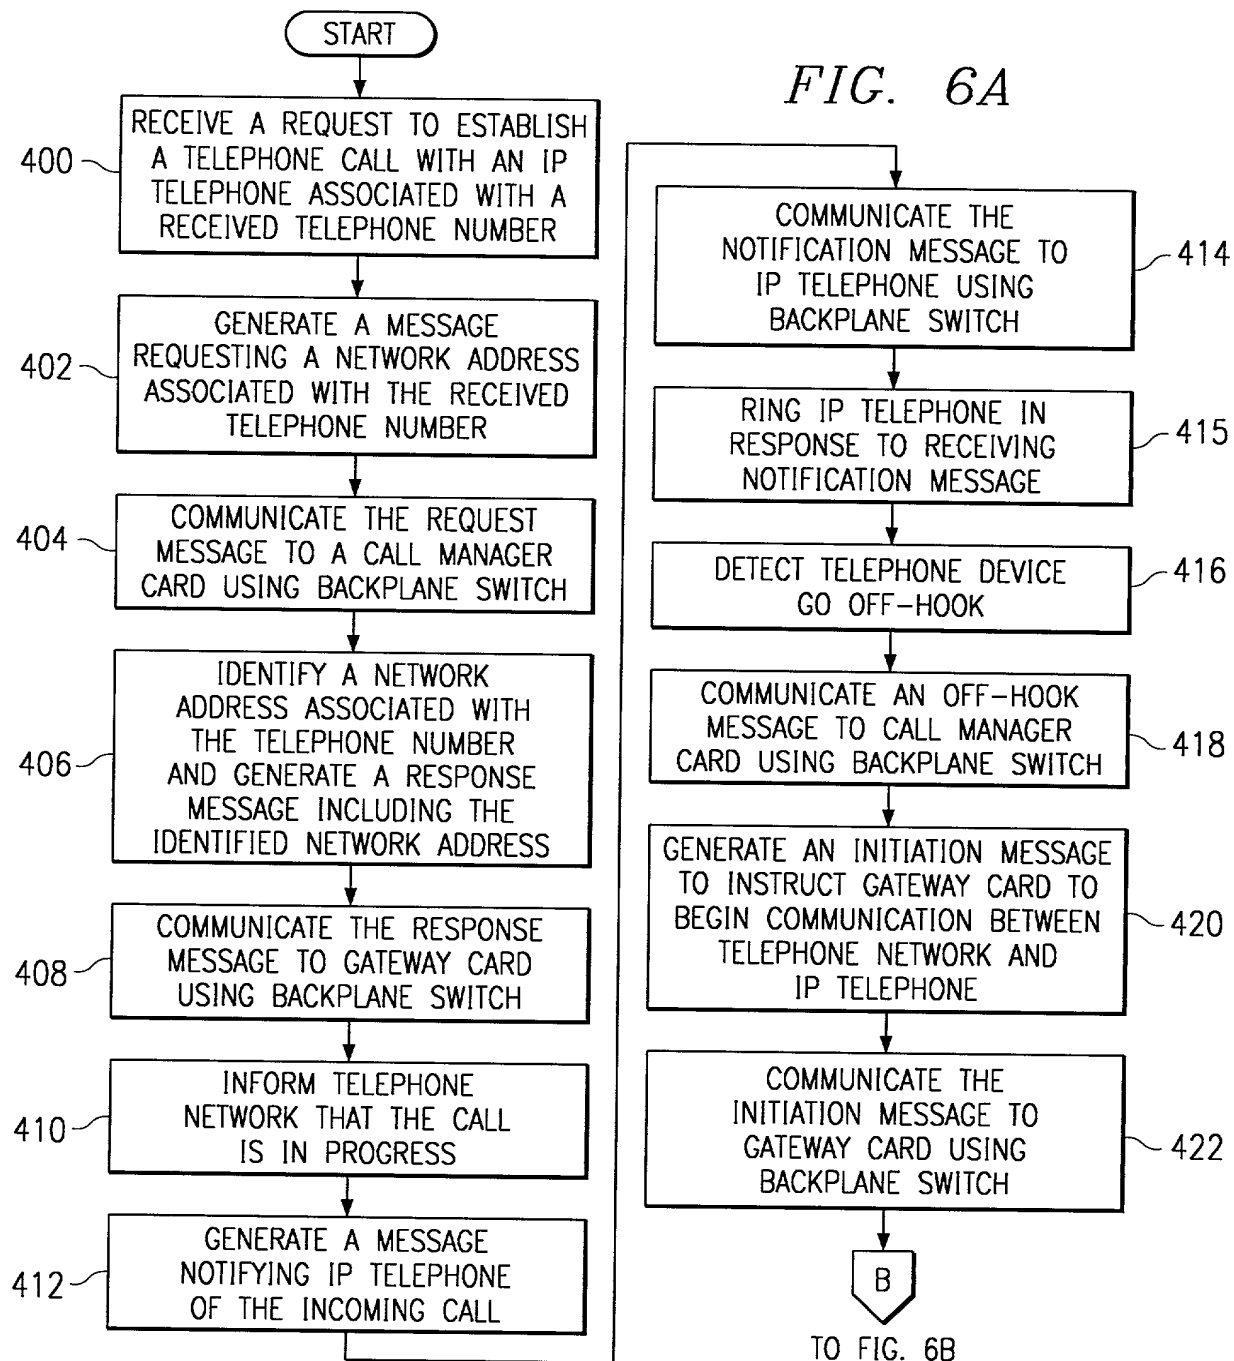 START
FIG. 6A
400
RECEIVE A REQUEST TO ESTABLISH
A TELEPHONE CALL WITH AN IP
TELEPHONE ASSOCIATED WITH A
RECEIVED TELEPHONE NUMBER
402
GENERATE A MESSAGE
REQUESTING A NETWORK ADDRESS
ASSOCIATED WITH THE RECEIVED
TELEPHONE NUMBER
404
COMMUNICATE THE REQUEST
MESSAGE TO A CALL MANAGER
CARD USING BACKPLANE SWITCH
406
IDENTIFY A NETWORK
ADDRESS ASSOCIATED WITH
THE TELEPHONE NUMBER
AND GENERATE A RESPONSE
MESSAGE INCLUDING THE
IDENTIFIED NETWORK ADDRESS
408
COMMUNICATE THE RESPONSE
MESSAGE TO GATEWAY CARD
USING BACKPLANE SWITCH
410
INFORM TELEPHONE
NETWORK THAT THE CALL
IS IN PROGRESS
412
GENERATE A MESSAGE
NOTIFYING IP TELEPHONE
OF THE INCOMING CALL
COMMUNICATE THE
NOTIFICATION MESSAGE TO
IP TELEPHONE USING
BACKPLANE SWITCH
414
RING IP TELEPHONE IN
RESPONSE TO RECEIVING
NOTIFICATION MESSAGE
415
DETECT TELEPHONE DEVICE
GO OFF-HOOK
416
COMMUNICATE AN OFF-HOOK
MESSAGE TO CALL MANAGER
CARD USING BACKPLANE SWITCH
418
GENERATE AN INITIATION MESSAGE
TO INSTRUCT GATEWAY CARD TO
BEGIN COMMUNICATION BETWEEN
TELEPHONE NETWORK AND
IP TELEPHONE
420
COMMUNICATE THE
INITIATION MESSAGE TO
GATEWAY CARD USING
BACKPLANE SWITCH
422
B
TO FIG. 6B